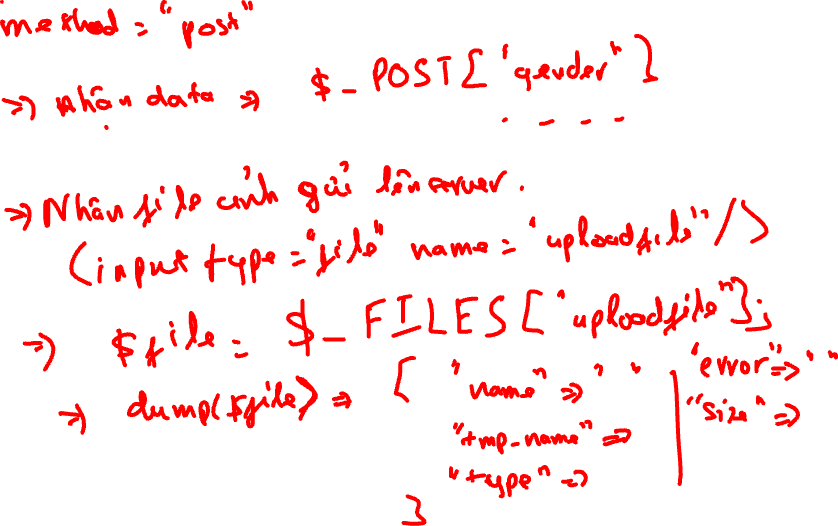 method = "post"
=> nhận data => $_POST["gender"]
. - - - -
=> Nhận file ảnh gửi lên server.
<input type="file" name="uploadfile" />
=> $file = $_FILES["uploadfile"];
=> dump($file) => [ "name" => " " "error" => " "
"tmp_name" => "size" =>
"type" =>
]